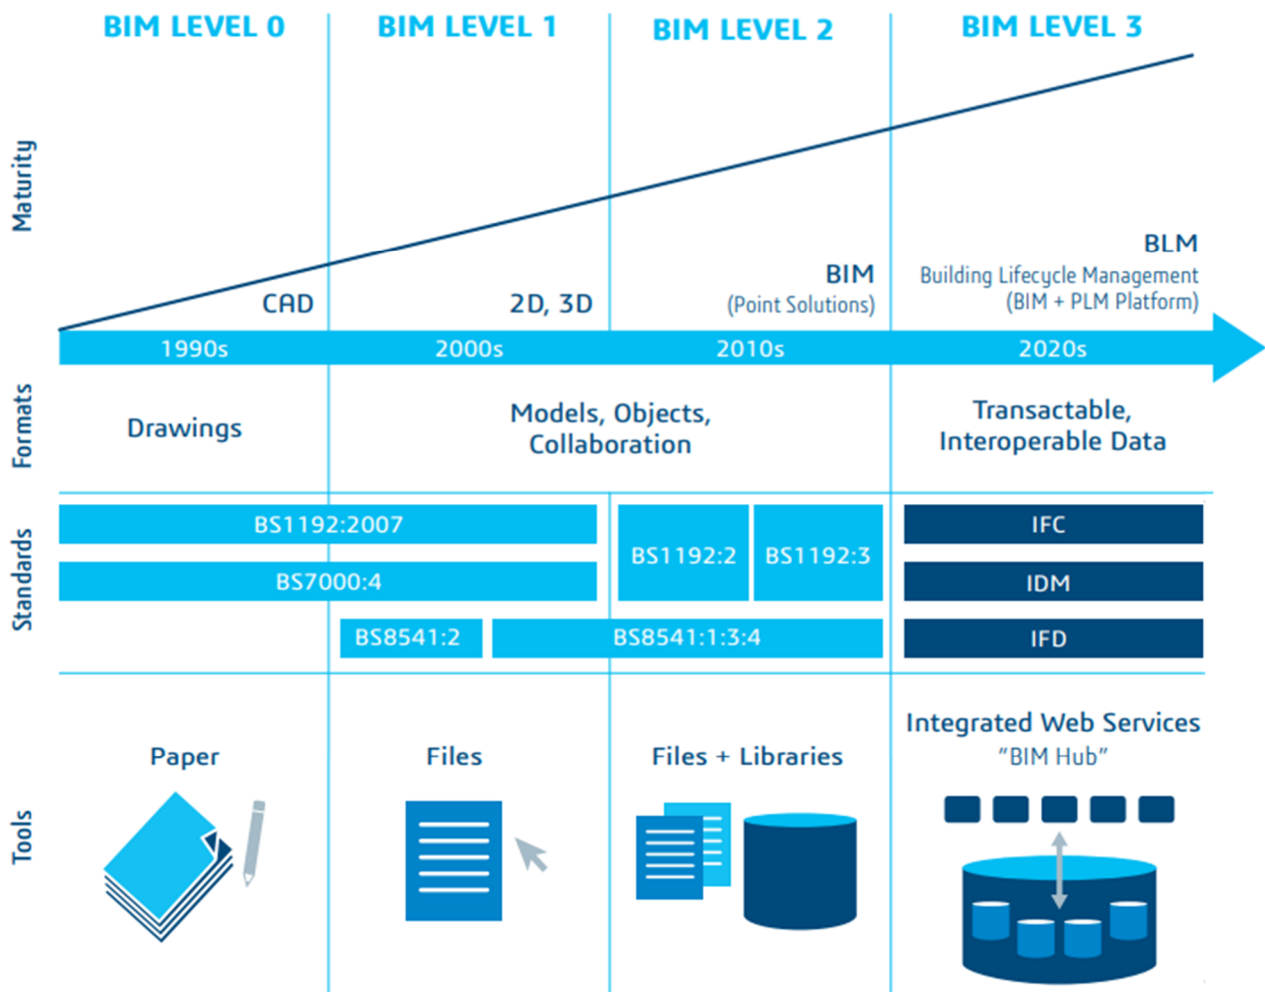 BIM LEVEL 0
BIM LEVEL 1
BIM LEVEL 2
BIM LEVEL 3
Maturity
CAD
2D, 3D
BIM
(Point Solutions)
BLM
Building Lifecycle Management
(BIM + PLM Platform)
1990s
2000s
2010s
2020s
Formats
Drawings
Models, Objects,
Collaboration
Transactable,
Interoperable Data
Standards
BS1192:2007
BS7000:4
BS8541:2
BS1192:2
BS1192:3
BS8541:1:3:4
IFC
IDM
IFD
Tools
Paper
Files
Files + Libraries
Integrated Web Services
"BIM Hub"